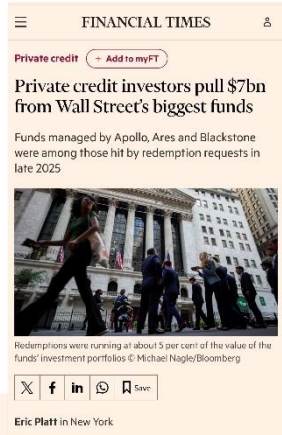 FINANCIAL TIMES
Private credit
+ Add to myFT
Private credit investors pull $7bn
from Wall Street's biggest funds
Funds managed by Apollo, Ares and Blackstone
were among those hit by redemption requests in
late 2025
Redemptions were running at about 5 per cent of the value of the
funds' investment portfolios © Michael Nagle/Bloomberg
Save
Eric Platt in New York